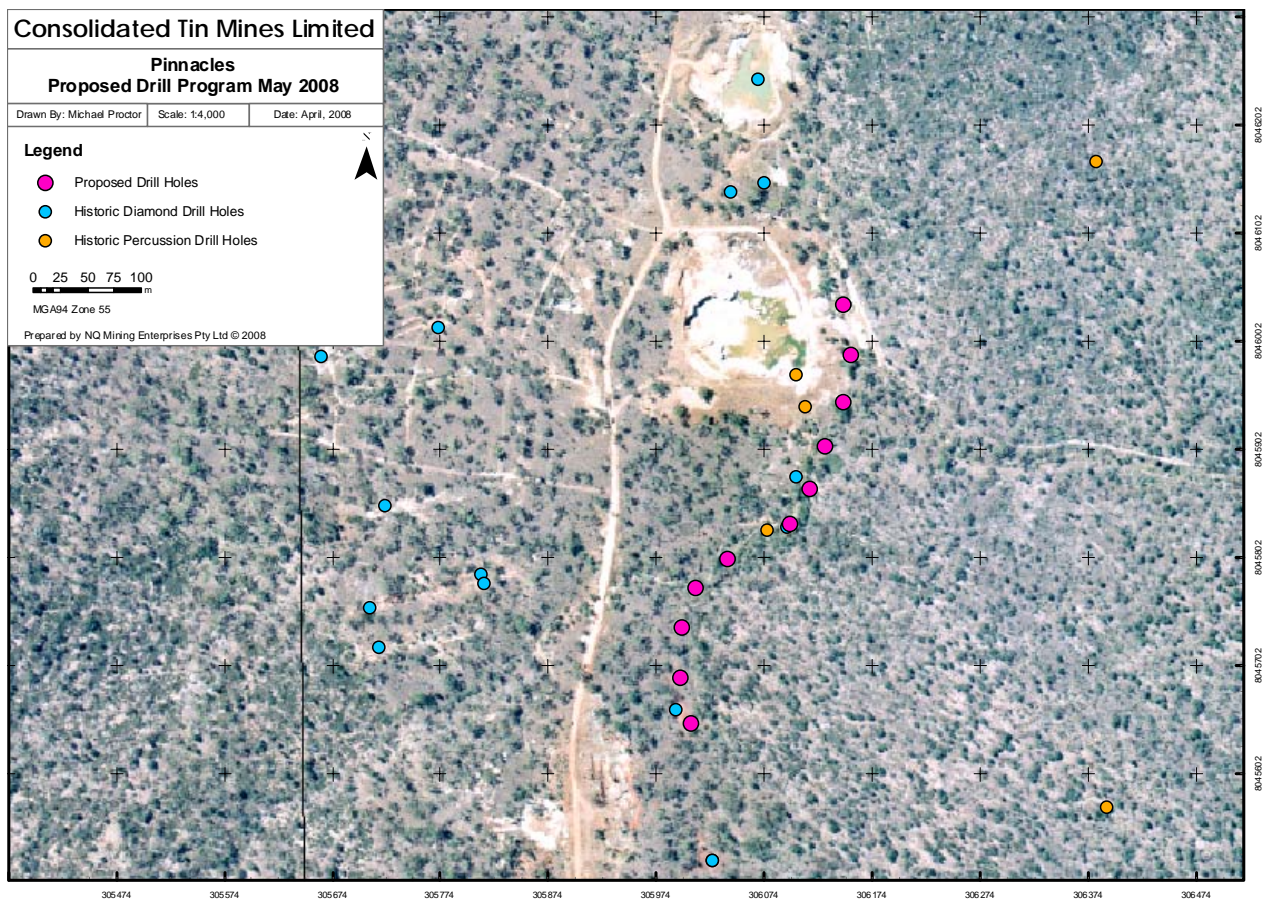 Consolidated Tin Mines Limited
Pinnacles
Proposed Drill Program May 2008
Drawn By: Michael Proctor Scale: 1:4,000 Date: April, 2008
N
Legend
Proposed Drill Holes
Historic Diamond Drill Holes
Historic Percussion Drill Holes
0 25 50 75 100
m
MGA94 Zone 55
Prepared by NQ Mining Enterprises Pty Ltd © 2008
8046202
8046102
8046002
8045902
8045802
8045702
8045602
305474 305574 305674 305774 305874 305974 306074 306174 306274 306374 306474